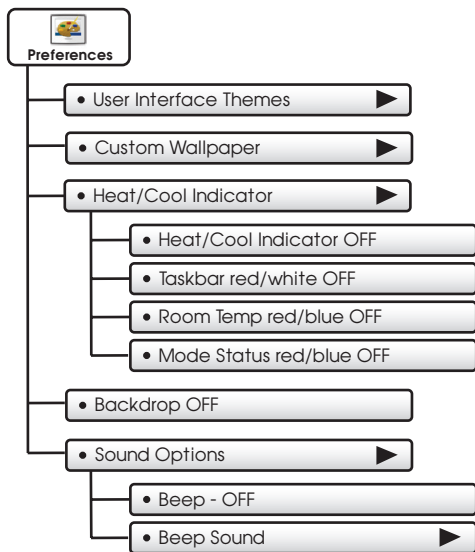 Preferences
• User Interface Themes
• Custom Wallpaper
• Heat/Cool Indicator
• Heat/Cool Indicator OFF
• Taskbar red/white OFF
• Room Temp red/blue OFF
• Mode Status red/blue OFF
• Backdrop OFF
• Sound Options
• Beep - OFF
• Beep Sound